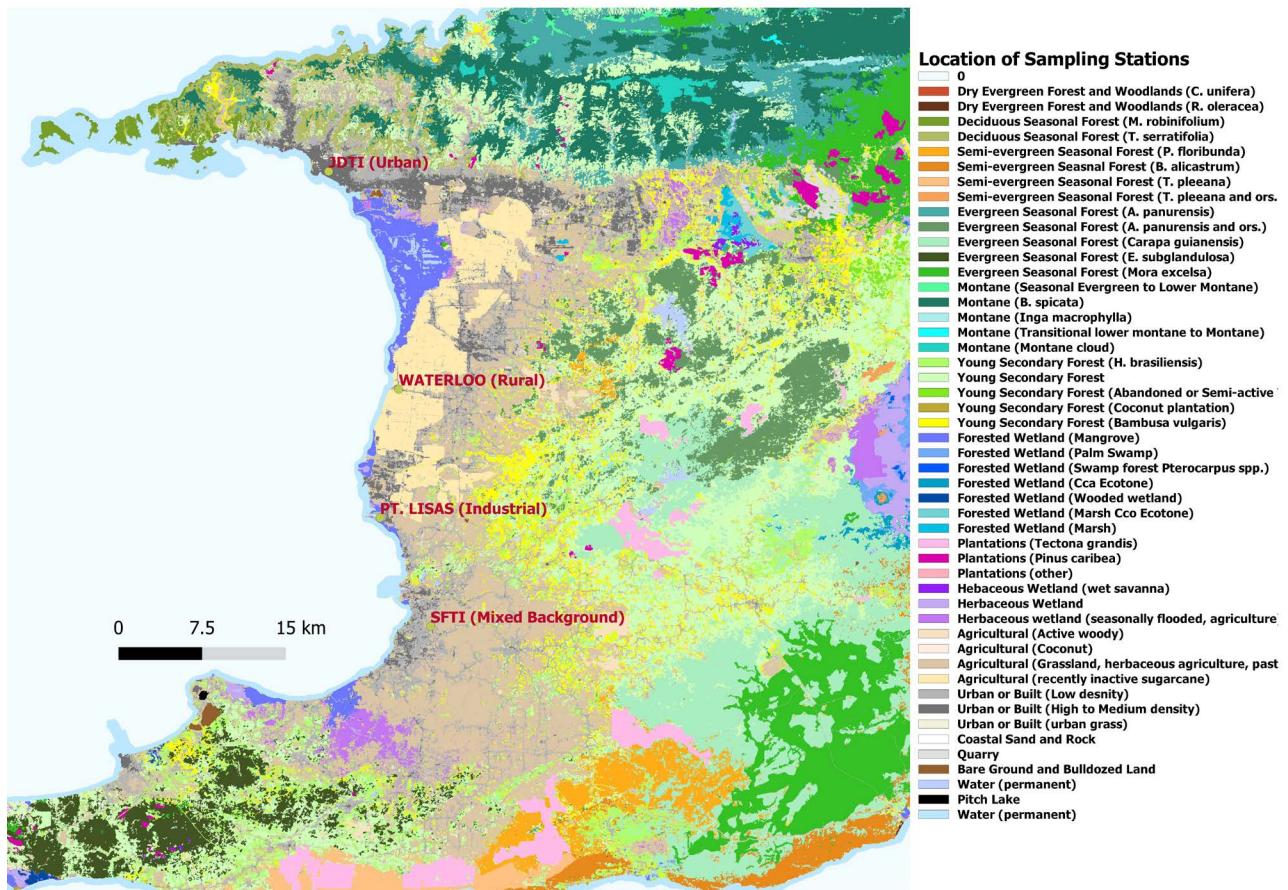 Location of Sampling Stations
0
Dry Evergreen Forest and Woodlands (C. unifera)
Dry Evergreen Forest and Woodlands (R. oleracea)
Deciduous Seasonal Forest (M. robinifolium)
Deciduous Seasonal Forest (T. serratifolia)
Semi-evergreen Seasonal Forest (P. floribunda)
Semi-evergreen Seasnal Forest (B. alicastrum)
Semi-evergreen Seasonal Forest (T. pleeana)
Semi-evergreen Seasonal Forest (T. pleeana and ors.
Evergreen Seasonal Forest (A. panurensis)
Evergreen Seasonal Forest (A. panurensis and ors.)
Evergreen Seasonal Forest (Carapa guianensis)
Evergreen Seasonal Forest (E. subglandulosa)
Evergreen Seasonal Forest (Mora excelsa)
Montane (Seasonal Evergreen to Lower Montane)
Montane (B. spicata)
Montane (Inga macrophylla)
Montane (Transitional lower montane to Montane)
Montane (Montane cloud)
Young Secondary Forest (H. brasiliensis)
Young Secondary Forest
Young Secondary Forest (Abandoned or Semi-active
Young Secondary Forest (Coconut plantation)
Young Secondary Forest (Bambusa vulgaris)
Forested Wetland (Mangrove)
Forested Wetland (Palm Swamp)
Forested Wetland (Swamp forest Pterocarpus spp.)
Forested Wetland (Cca Ecotone)
Forested Wetland (Wooded wetland)
Forested Wetland (Marsh Cco Ecotone)
Forested Wetland (Marsh)
Plantations (Tectona grandis)
Plantations (Pinus caribea)
Plantations (other)
Hebaceous Wetland (wet savanna)
Herbaceous Wetland
Herbaceous wetland (seasonally flooded, agriculture
Agricultural (Active woody)
Agricultural (Coconut)
Agricultural (Grassland, herbaceous agriculture, past
Agricultural (recently inactive sugarcane)
Urban or Built (Low desnity)
Urban or Built (High to Medium density)
Urban or Built (urban grass)
Coastal Sand and Rock
Quarry
Bare Ground and Bulldozed Land
Water (permanent)
Pitch Lake
Water (permanent)
JDTI (Urban)
WATERLOO (Rural)
PT. LISAS (Industrial)
SFTI (Mixed Background)
0 7.5 15 km